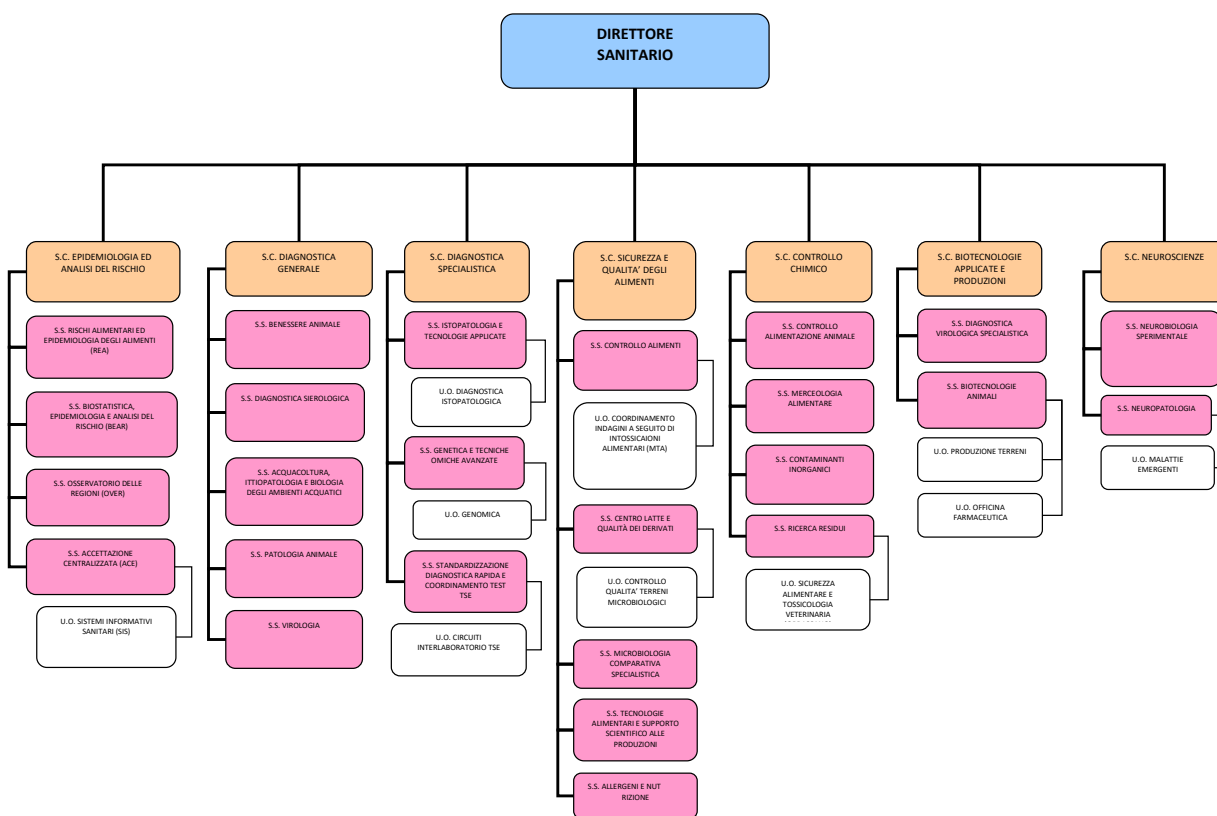 DIRETTORE
SANITARIO
S.C. EPIDEMIOLOGIA ED
ANALISI DEL RISCHIO
S.S. RISCHI ALIMENTARI ED
EPIDEMIOLOGIA DEGLI ALIMENTI
(REA)
S.S. BIOSTATISTICA,
EPIDEMIOLOGIA E ANALISI DEL
RISCHIO (BEAR)
S.S. OSSERVATORIO DELLE
REGIONI (OVER)
S.S. ACCETTAZIONE
CENTRALIZZATA (ACE)
U.O. SISTEMI INFORMATIVI
SANITARI (SIS)
S.C. DIAGNOSTICA
GENERALE
S.S. BENESSERE ANIMALE
S.S. DIAGNOSTICA SIEROLOGICA
S.S. ACQUACOLTURA,
ITTIOPATOLOGIA E BIOLOGIA
DEGLI AMBIENTI ACQUATICI
S.S. PATOLOGIA ANIMALE
S.S. VIROLOGIA
S.C. DIAGNOSTICA
SPECIALISTICA
S.S. ISTOPATOLOGIA E
TECNOLOGIE APPLICATE
U.O. DIAGNOSTICA
ISTOPATOLOGICA
S.S. GENETICA E TECNICHE
OMICHE AVANZATE
U.O. GENOMICA
S.S. STANDARDIZZAZIONE
DIAGNOSTICA RAPIDA E
COORDINAMENTO TEST
TSE
U.O. CIRCUITI
INTERLABORATORIO TSE
S.C. SICUREZZA E
QUALITA' DEGLI
ALIMENTI
S.S. CONTROLLO ALIMENTI
U.O. COORDINAMENTO
INDAGINI A SEGUITO DI
INTOSSICAIONI
ALIMENTARI (MTA)
S.S. CENTRO LATTE E
QUALITÀ DEI DERIVATI
U.O. CONTROLLO
QUALITA' TERRENI
MICROBIOLOGICI
S.S. MICROBIOLOGIA
COMPARATIVA
SPECIALISTICA
S.S. TECNOLOGIE
ALIMENTARI E SUPPORTO
SCIENTIFICO ALLE
PRODUZIONI
S.S. ALLERGENI E NUT
RIZIONE
S.C. CONTROLLO
CHIMICO
S.S. CONTROLLO
ALIMENTAZIONE ANIMALE
S.S. MERCEOLOGIA
ALIMENTARE
S.S. CONTAMINANTI
INORGANICI
S.S. RICERCA RESIDUI
U.O. SICUREZZA
ALIMENTARE E
TOSSICOLOGIA
VETERINARIA
S.C. BIOTECNOLOGIE
APPLICATE E
PRODUZIONI
S.S. DIAGNOSTICA
VIROLOGICA SPECIALISTICA
S.S. BIOTECNOLOGIE
ANIMALI
U.O. PRODUZIONE TERRENI
U.O. OFFICINA
FARMACEUTICA
S.C. NEUROSCIENZE
S.S. NEUROBIOLOGIA
SPERIMENTALE
S.S. NEUROPATOLOGIA
U.O. MALATTIE
EMERGENTI